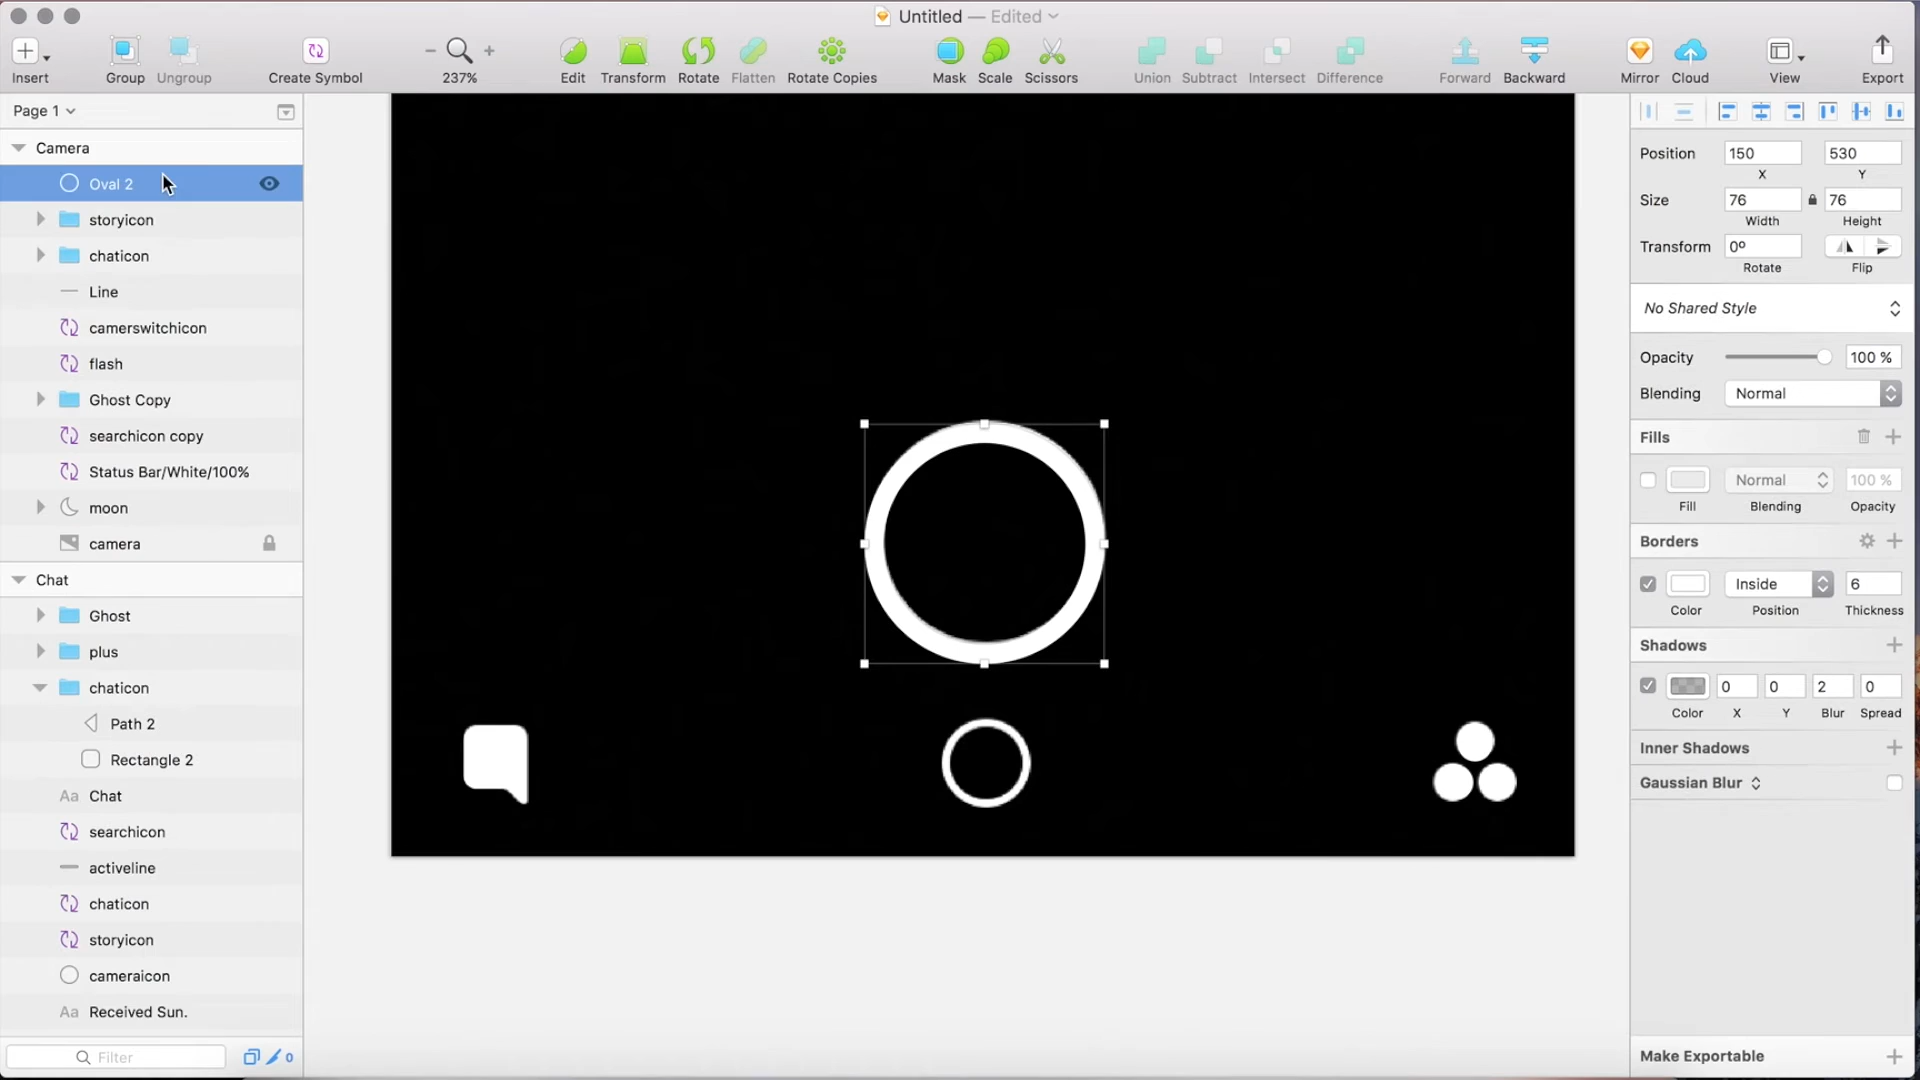 Untitled — Edited
Insert
Group
Ungroup
Create Symbol
237%
Edit
Transform
Rotate
Flatten
Rotate Copies
Mask
Scale
Scissors
Union
Subtract
Intersect
Difference
Forward
Backward
Mirror
Cloud
View
Export
Page 1
Camera
Oval 2
storyicon
chaticon
Line
camerswitchicon
flash
Ghost Copy
searchicon copy
Status Bar/White/100%
moon
camera
Chat
Ghost
plus
chaticon
Path 2
Rectangle 2
Aa Chat
searchicon
activeline
chaticon
storyicon
cameraicon
Aa Received Sun.
Filter
0
Position 150 530
X Y
Size 76 76
Width Height
Transform 0º
Rotate Flip
No Shared Style
Opacity 100 %
Blending Normal
Fills
Normal 100 %
Fill Blending Opacity
Borders
Inside 6
Color Position Thickness
Shadows
0 0 2 0
Color X Y Blur Spread
Inner Shadows
Gaussian Blur
Make Exportable